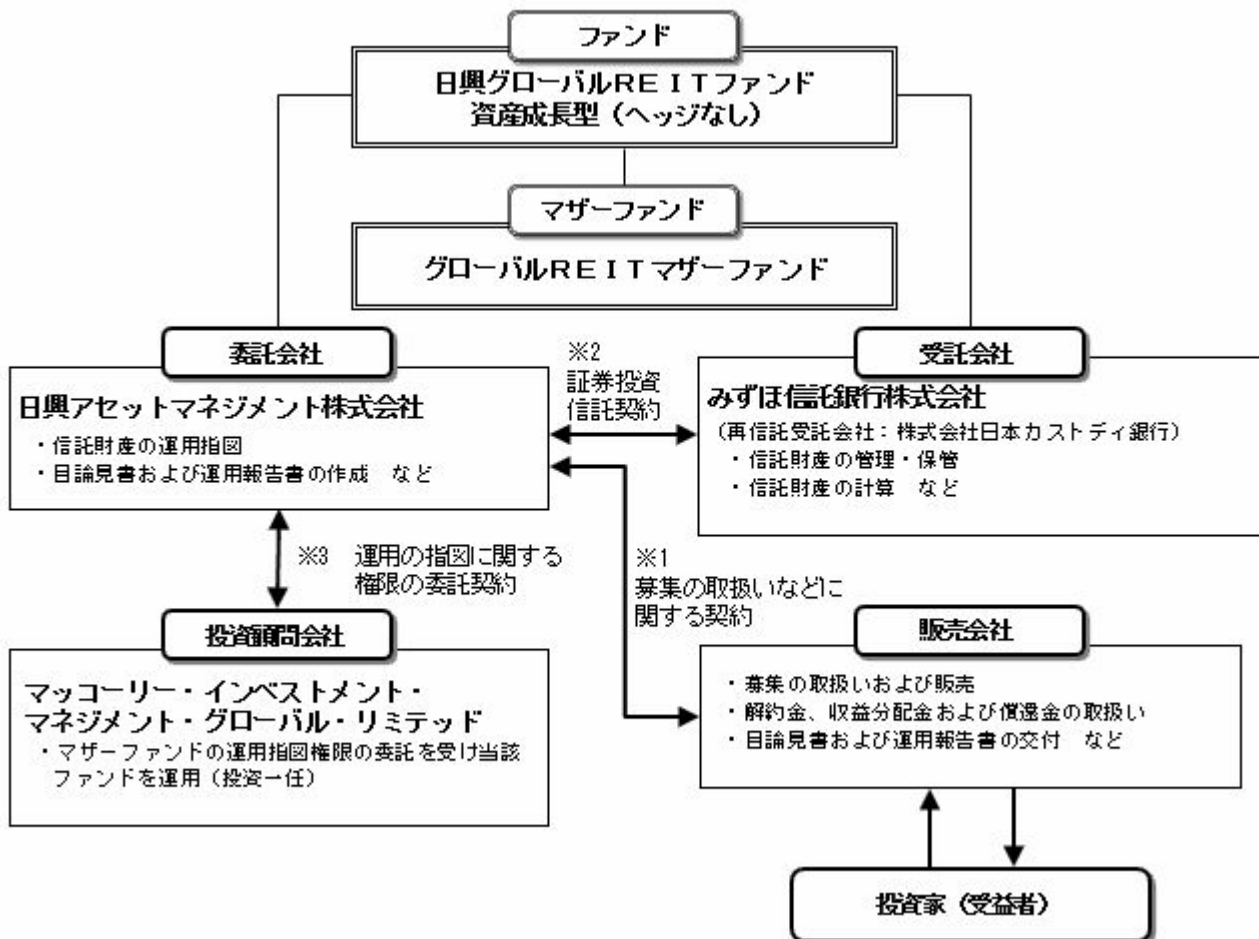 ファンド
日興グローバルREITファンド
資産成長型（ヘッジなし）
マザーファンド
グローバルREITマザーファンド
委託会社
日興アセットマネジメント株式会社
・信託財産の運用指図
・目論見書および運用報告書の作成　など
※2
証券投資
信託契約
受託会社
みずほ信託銀行株式会社
（再信託受託会社：株式会社日本カストディ銀行）
・信託財産の管理・保管
・信託財産の計算　など
※3　運用の指図に関する
権限の委託契約
※1
募集の取扱いなどに
関する契約
投資顧問会社
マッコーリー・インベストメント・
マネジメント・グローバル・リミテッド
・マザーファンドの運用指図権限の委託を受け当該
ファンドを運用（投資一任）
販売会社
・募集の取扱いおよび販売
・解約金、収益分配金および償還金の取扱い
・目論見書および運用報告書の交付　など
投資家（受益者）